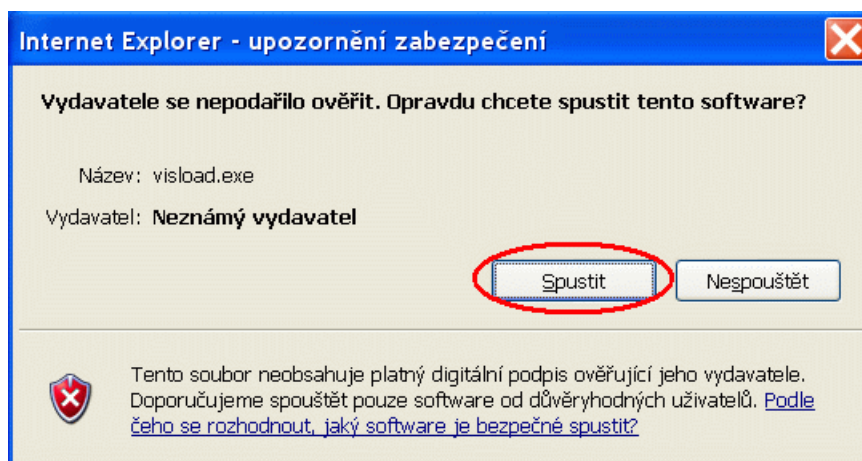 Internet Explorer - upozornění zabezpečení
Vydavatele se nepodařilo ověřit. Opravdu chcete spustit tento software?
Název: visload.exe
Vydavatel: Neznámý vydavatel
Spustit Nespouštět
Tento soubor neobsahuje platný digitální podpis ověřující jeho vydavatele.
Doporučujeme spouštět pouze software od důvěryhodných uživatelů. Podle
čeho se rozhodnout, jaký software je bezpečné spustit?